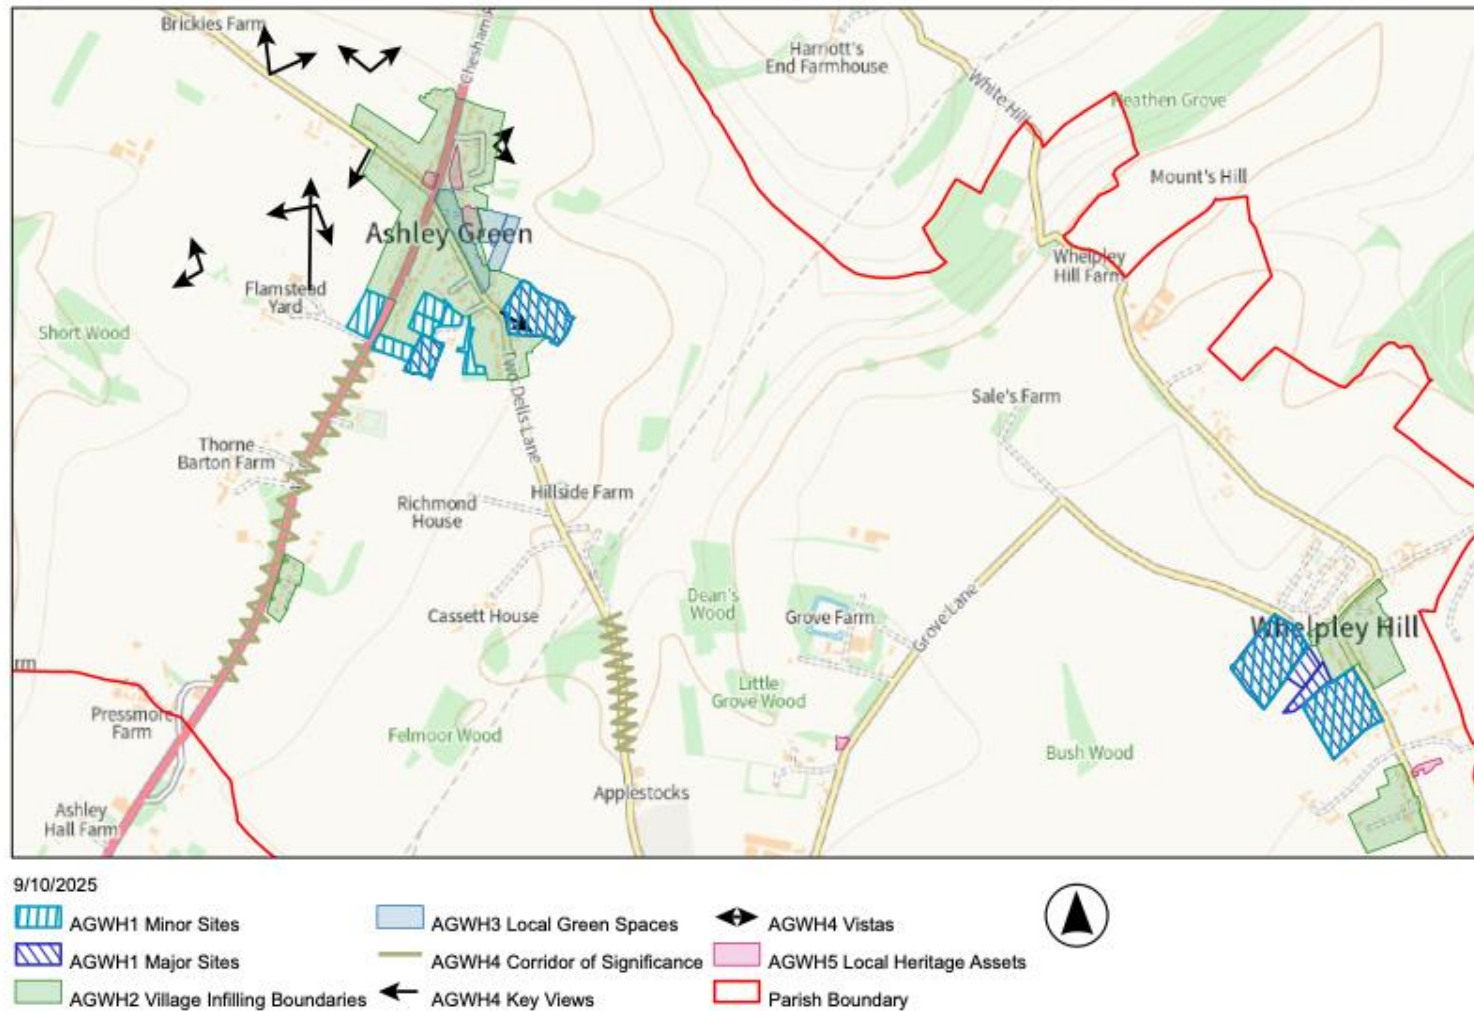 Brickies Farm
Chesham R
Harriott's
End Farmhouse
White Hill
Heathen Grove
Mount's Hill
Ashley Green
Whelpley
Hill Farm
Flamstead
Yard
Short Wood
Two Dells Lane
Sale's Farm
Thorne
Barton Farm
Richmond
House
Hillside Farm
Dean's
Wood
Cassett House
Grove Farm
Grove Lane
Whelpley Hill
rm
Little
Grove Wood
Pressmore
Farm
Felmoor Wood
Bush Wood
Applestocks
Ashley
Hall Farm
9/10/2025
AGWH1 Minor Sites
AGWH3 Local Green Spaces
AGWH4 Vistas
AGWH1 Major Sites
AGWH4 Corridor of Significance
AGWH5 Local Heritage Assets
AGWH2 Village Infilling Boundaries
AGWH4 Key Views
Parish Boundary